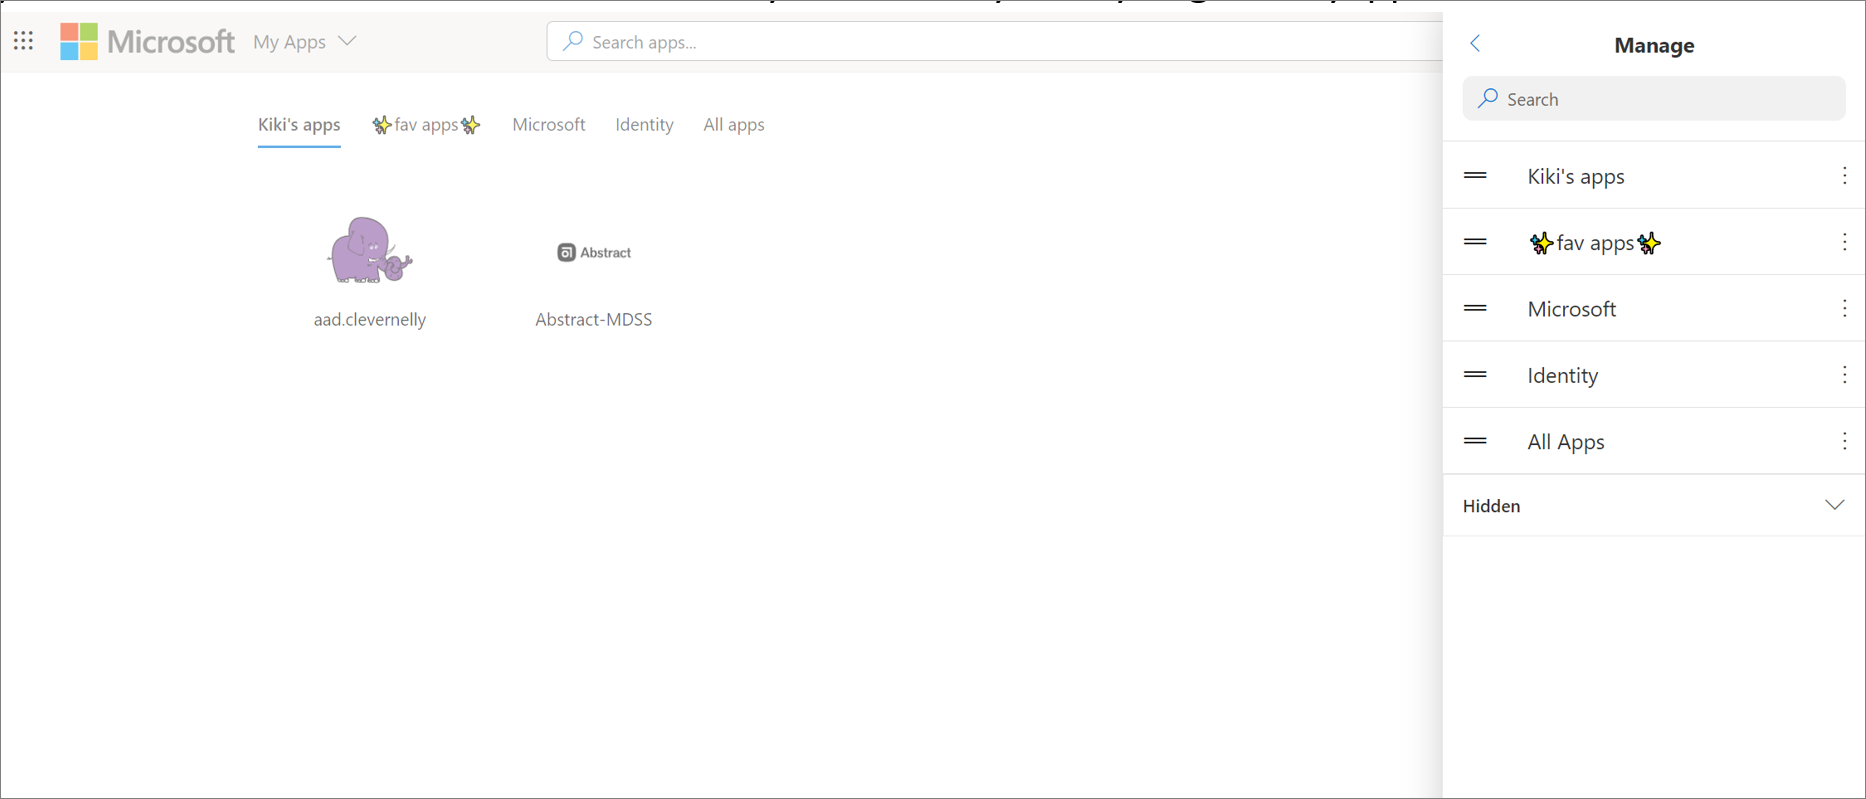 Microsoft My Apps
Search apps...
Manage
Search
Kiki's apps ✨fav apps✨ Microsoft Identity All apps
Kiki's apps
✨fav apps✨
Microsoft
Identity
All Apps
Hidden
a Abstract
aad.clevernelly Abstract-MDSS